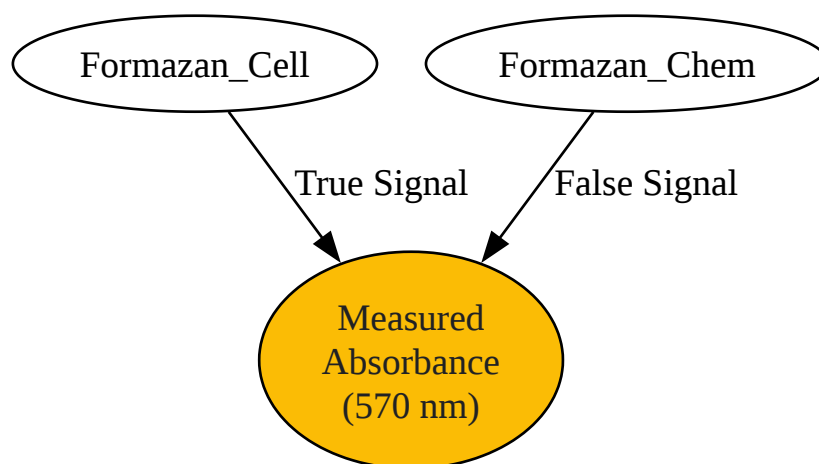 Formazan_Cell
Formazan_Chem
True Signal
False Signal
Measured
Absorbance
(570 nm)